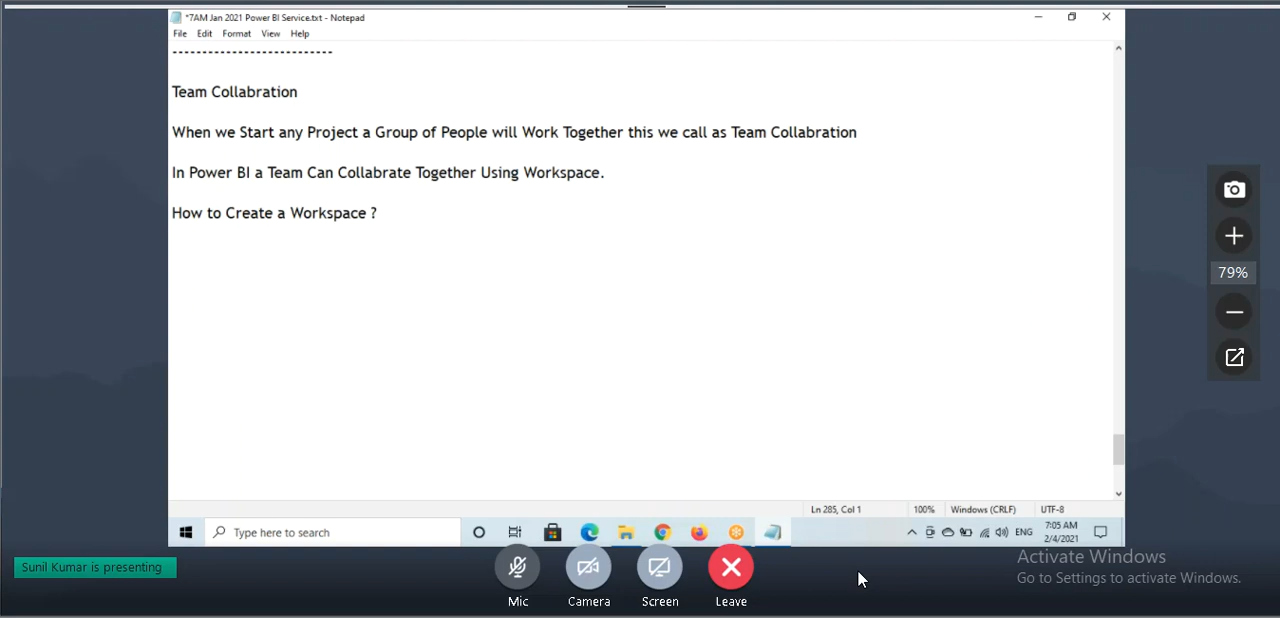 *7AM Jan 2021 Power BI Service.txt - Notepad
File Edit Format View Help
---------------------------
Team Collabration
When we Start any Project a Group of People will Work Together this we call as Team Collabration
In Power BI a Team Can Collabrate Together Using Workspace.
How to Create a Workspace ?
79%
Ln 285, Col 1 100% Windows (CRLF) UTF-8
Type here to search
ENG
7:05 AM
2/4/2021
Sunil Kumar is presenting
Mic Camera Screen Leave
Activate Windows
Go to Settings to activate Windows.